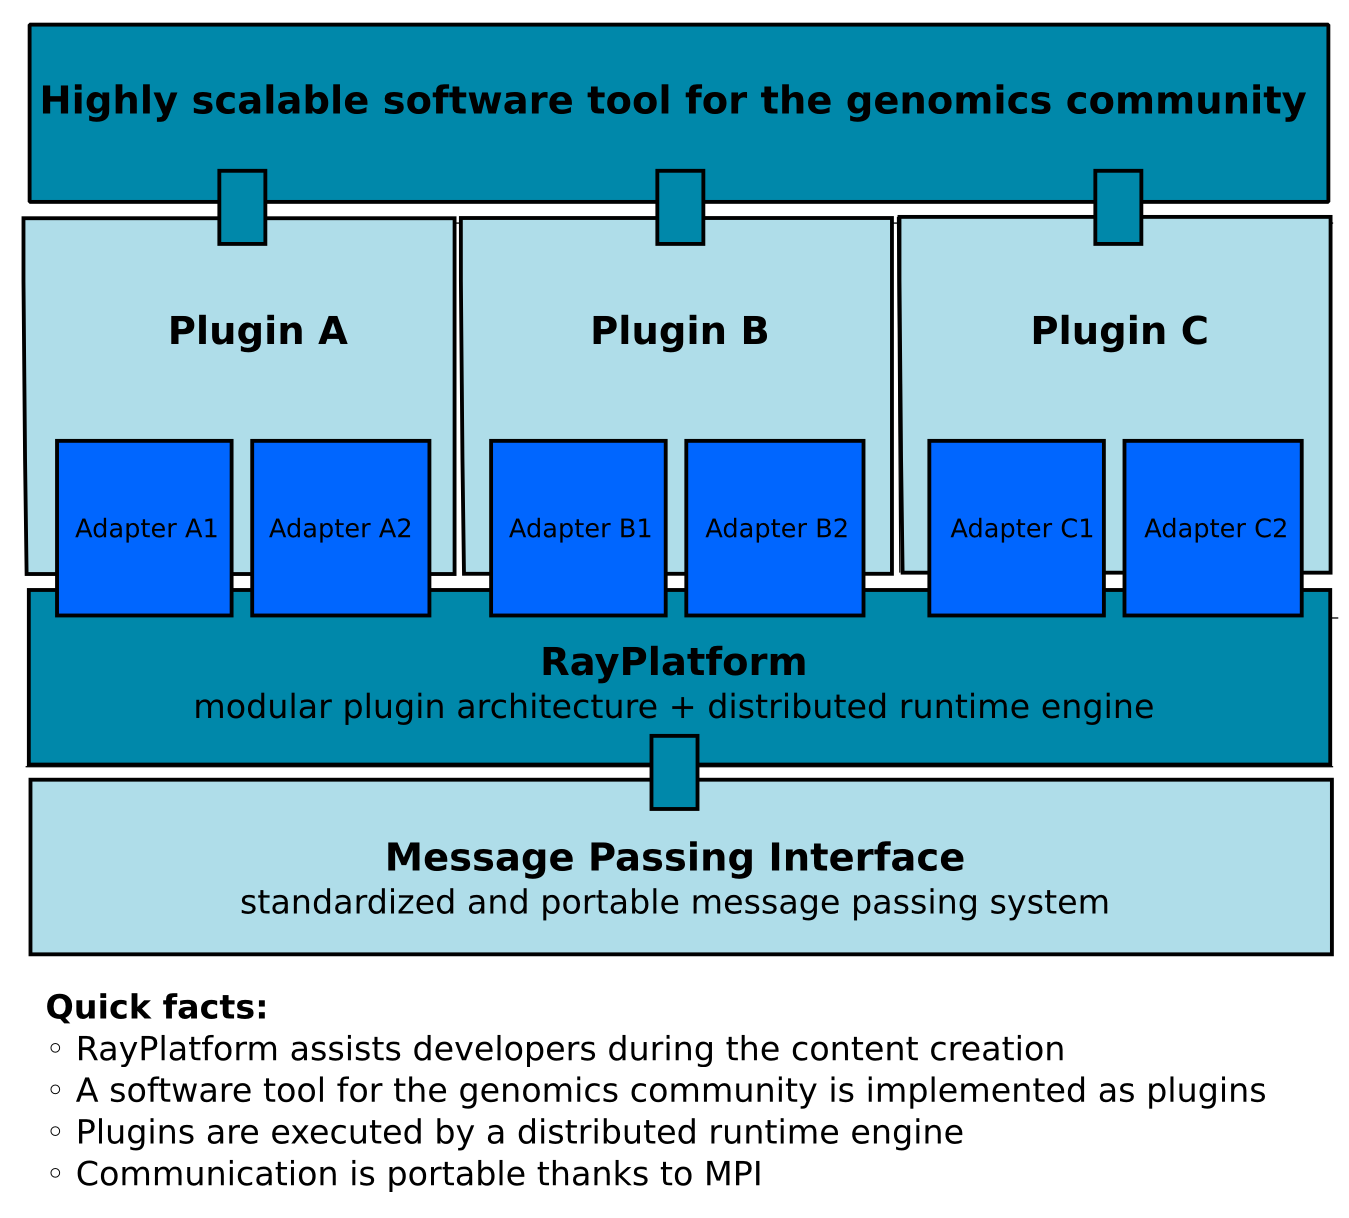 Highly scalable software tool for the genomics community
Plugin A
Plugin B
Plugin C
Adapter A1
Adapter A2
Adapter B1
Adapter B2
Adapter C1
Adapter C2
RayPlatform
modular plugin architecture + distributed runtime engine
Message Passing Interface
standardized and portable message passing system
Quick facts:
◦ RayPlatform assists developers during the content creation
◦ A software tool for the genomics community is implemented as plugins
◦ Plugins are executed by a distributed runtime engine
◦ Communication is portable thanks to MPI